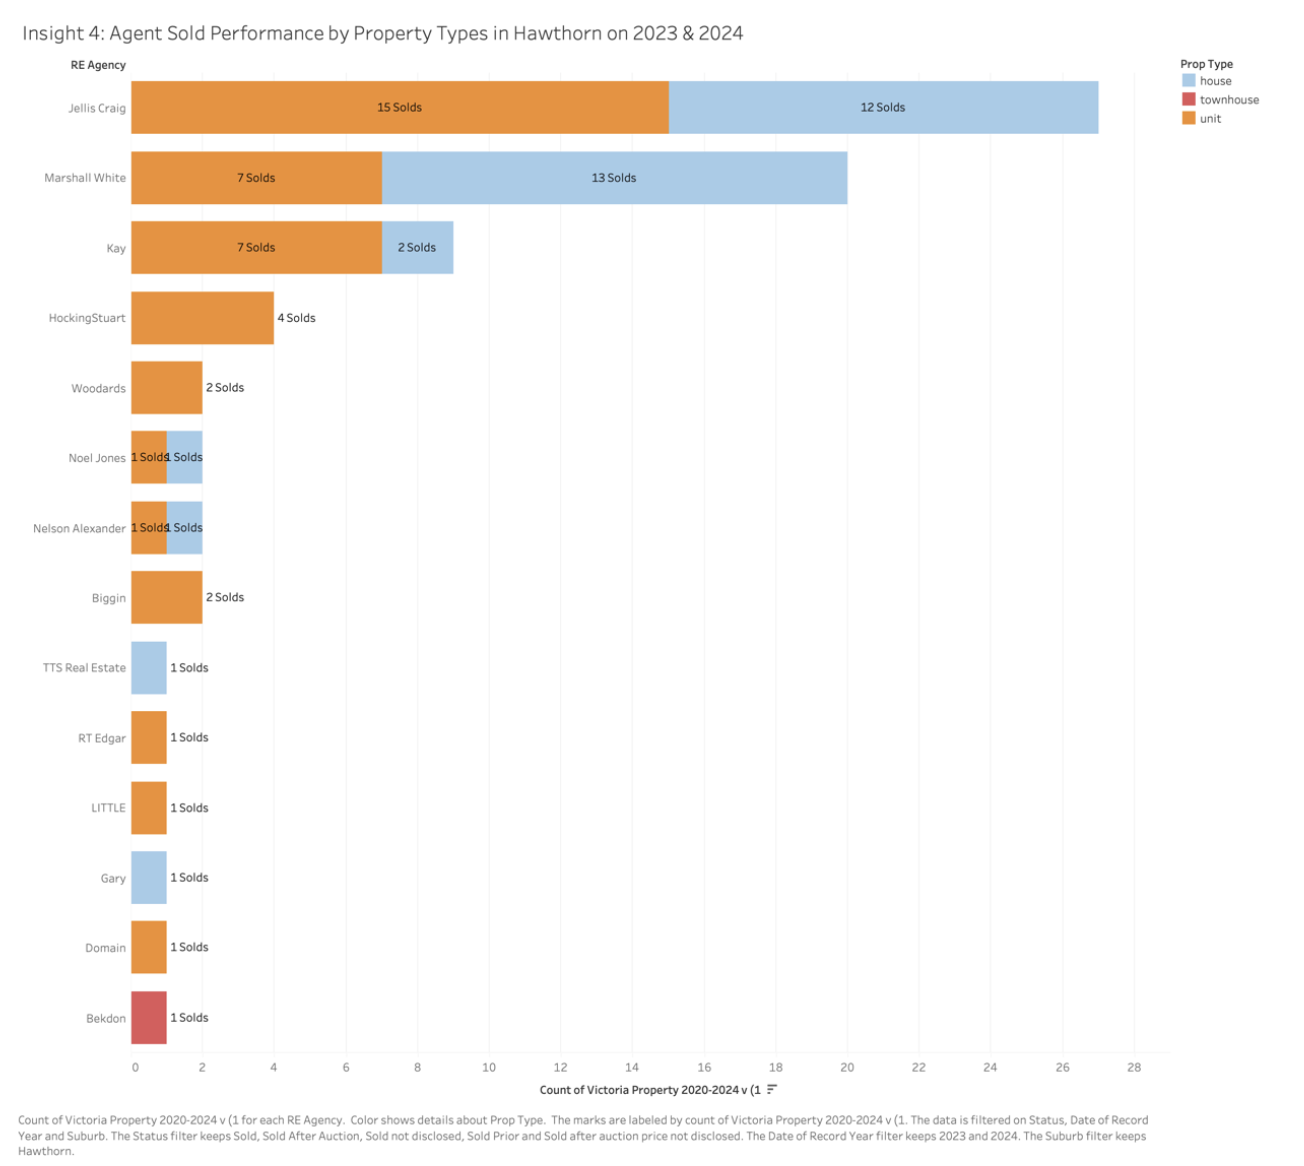 Insight 4: Agent Sold Performance by Property Types in Hawthorn on 2023 & 2024
RE Agency
Prop Type
house
townhouse
unit
Jellis Craig
15 Solds
12 Solds
Marshall White
7 Solds
13 Solds
Kay
7 Solds
2 Solds
HockingStuart
4 Solds
Woodards
2 Solds
Noel Jones
1 Solds
1 Solds
Nelson Alexander
1 Solds
1 Solds
Biggin
2 Solds
TTS Real Estate
1 Solds
RT Edgar
1 Solds
LITTLE
1 Solds
Gary
1 Solds
Domain
1 Solds
Bekdon
1 Solds
0 2 4 6 8 10 12 14 16 18 20 22 24 26 28
Count of Victoria Property 2020-2024 v (1
Count of Victoria Property 2020-2024 v (1 for each RE Agency.  Color shows details about Prop Type.  The marks are labeled by count of Victoria Property 2020-2024 v (1. The data is filtered on Status, Date of Record
Year and Suburb. The Status filter keeps Sold, Sold After Auction, Sold not disclosed, Sold Prior and Sold after auction price not disclosed. The Date of Record Year filter keeps 2023 and 2024. The Suburb filter keeps
Hawthorn.